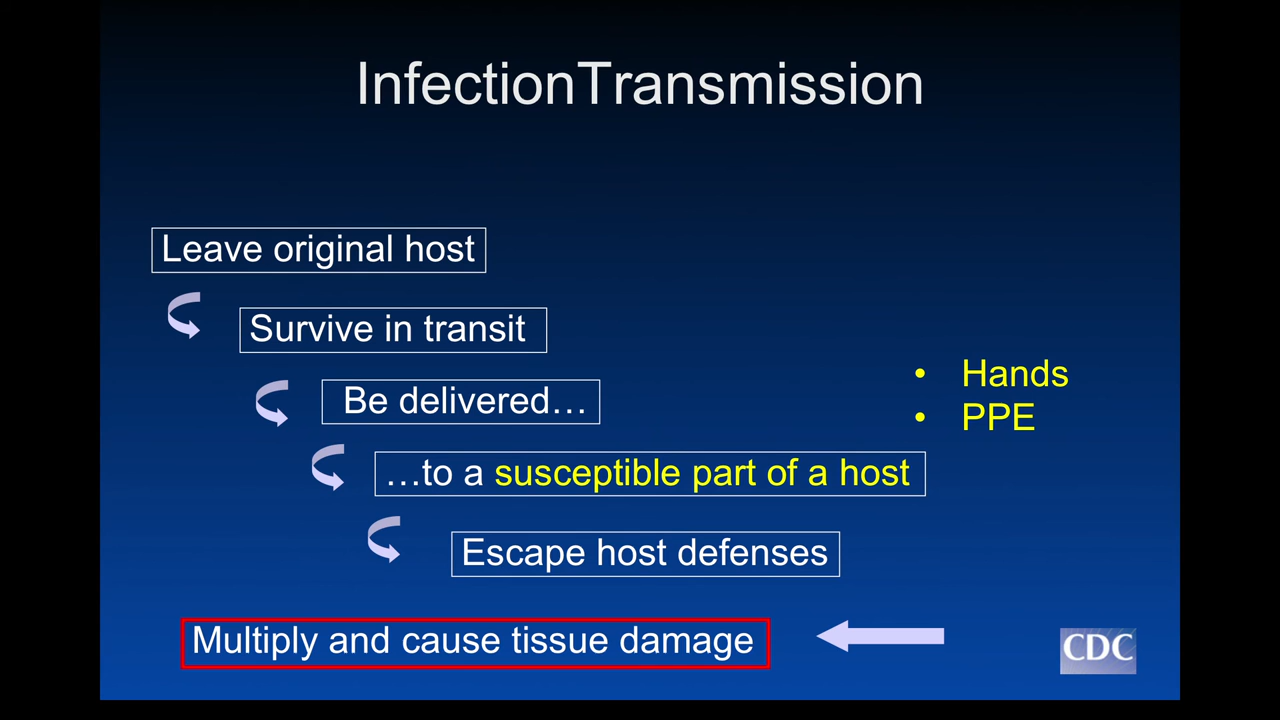 InfectionTransmission
Leave original host
Survive in transit
Be delivered…
• Hands
• PPE
…to a susceptible part of a host
Escape host defenses
Multiply and cause tissue damage
CDC